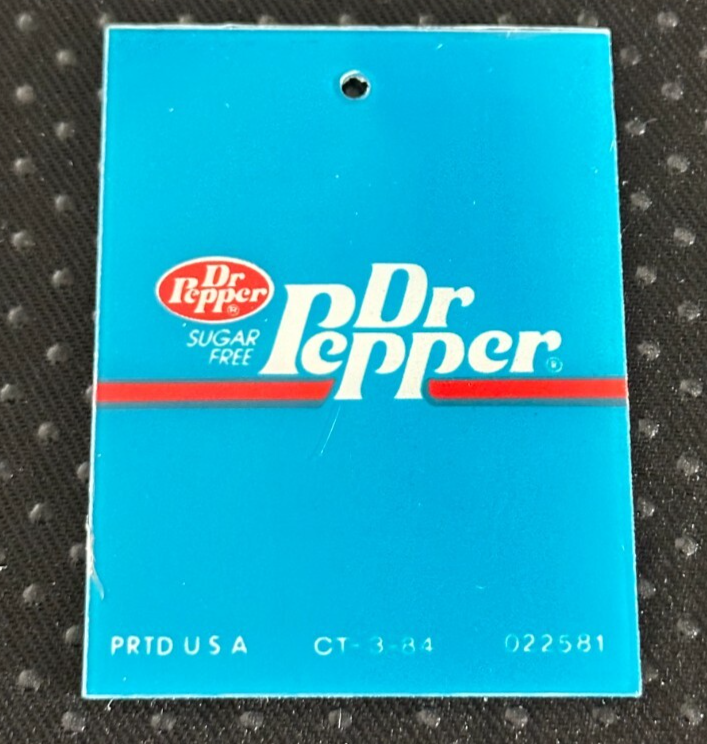 Dr
Pepper®
SUGAR
FREE
Dr
Pepper®
PRTD U S A CT-3-84 022581